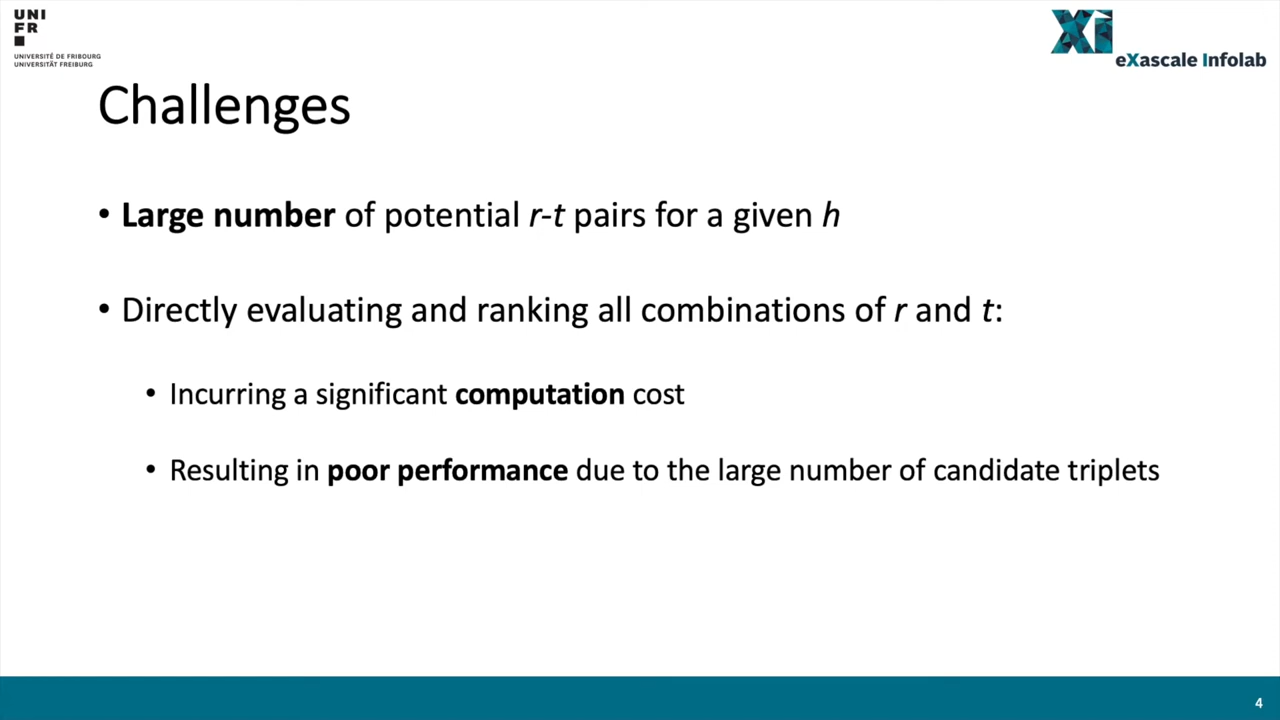 UNI
FR
UNIVERSITÉ DE FRIBOURG
UNIVERSITÄT FREIBURG
eXascale Infolab
Challenges
• Large number of potential r-t pairs for a given h
• Directly evaluating and ranking all combinations of r and t:
• Incurring a significant computation cost
• Resulting in poor performance due to the large number of candidate triplets
4